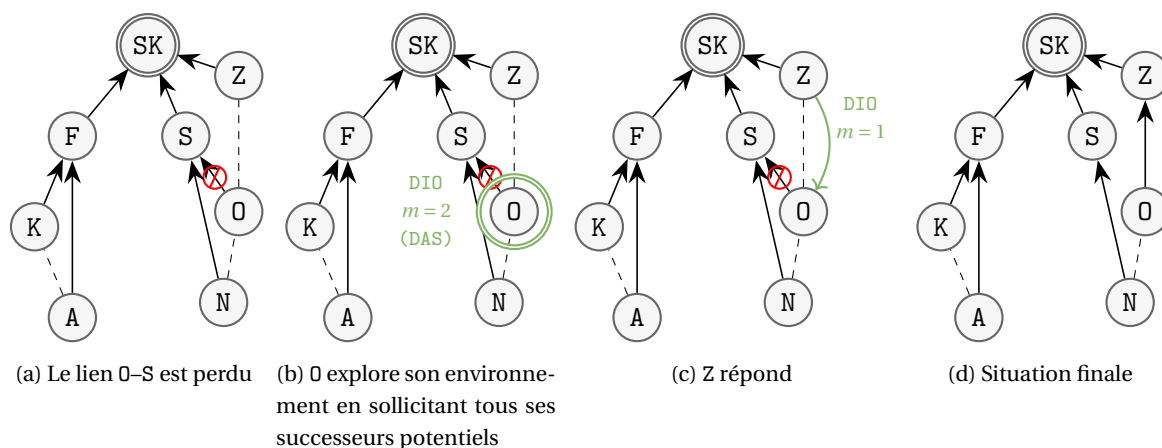 SK
Z
F
S
K
O
A
N
(a) Le lien O–S est perdu
SK
Z
F
S
DIO
m = 2
(DAS)
K
O
A
N
(b) O explore son environne-
ment en sollicitant tous ses
successeurs potentiels
SK
Z
DIO
m = 1
F
S
K
O
A
N
(c) Z répond
SK
Z
F
S
K
O
A
N
(d) Situation finale